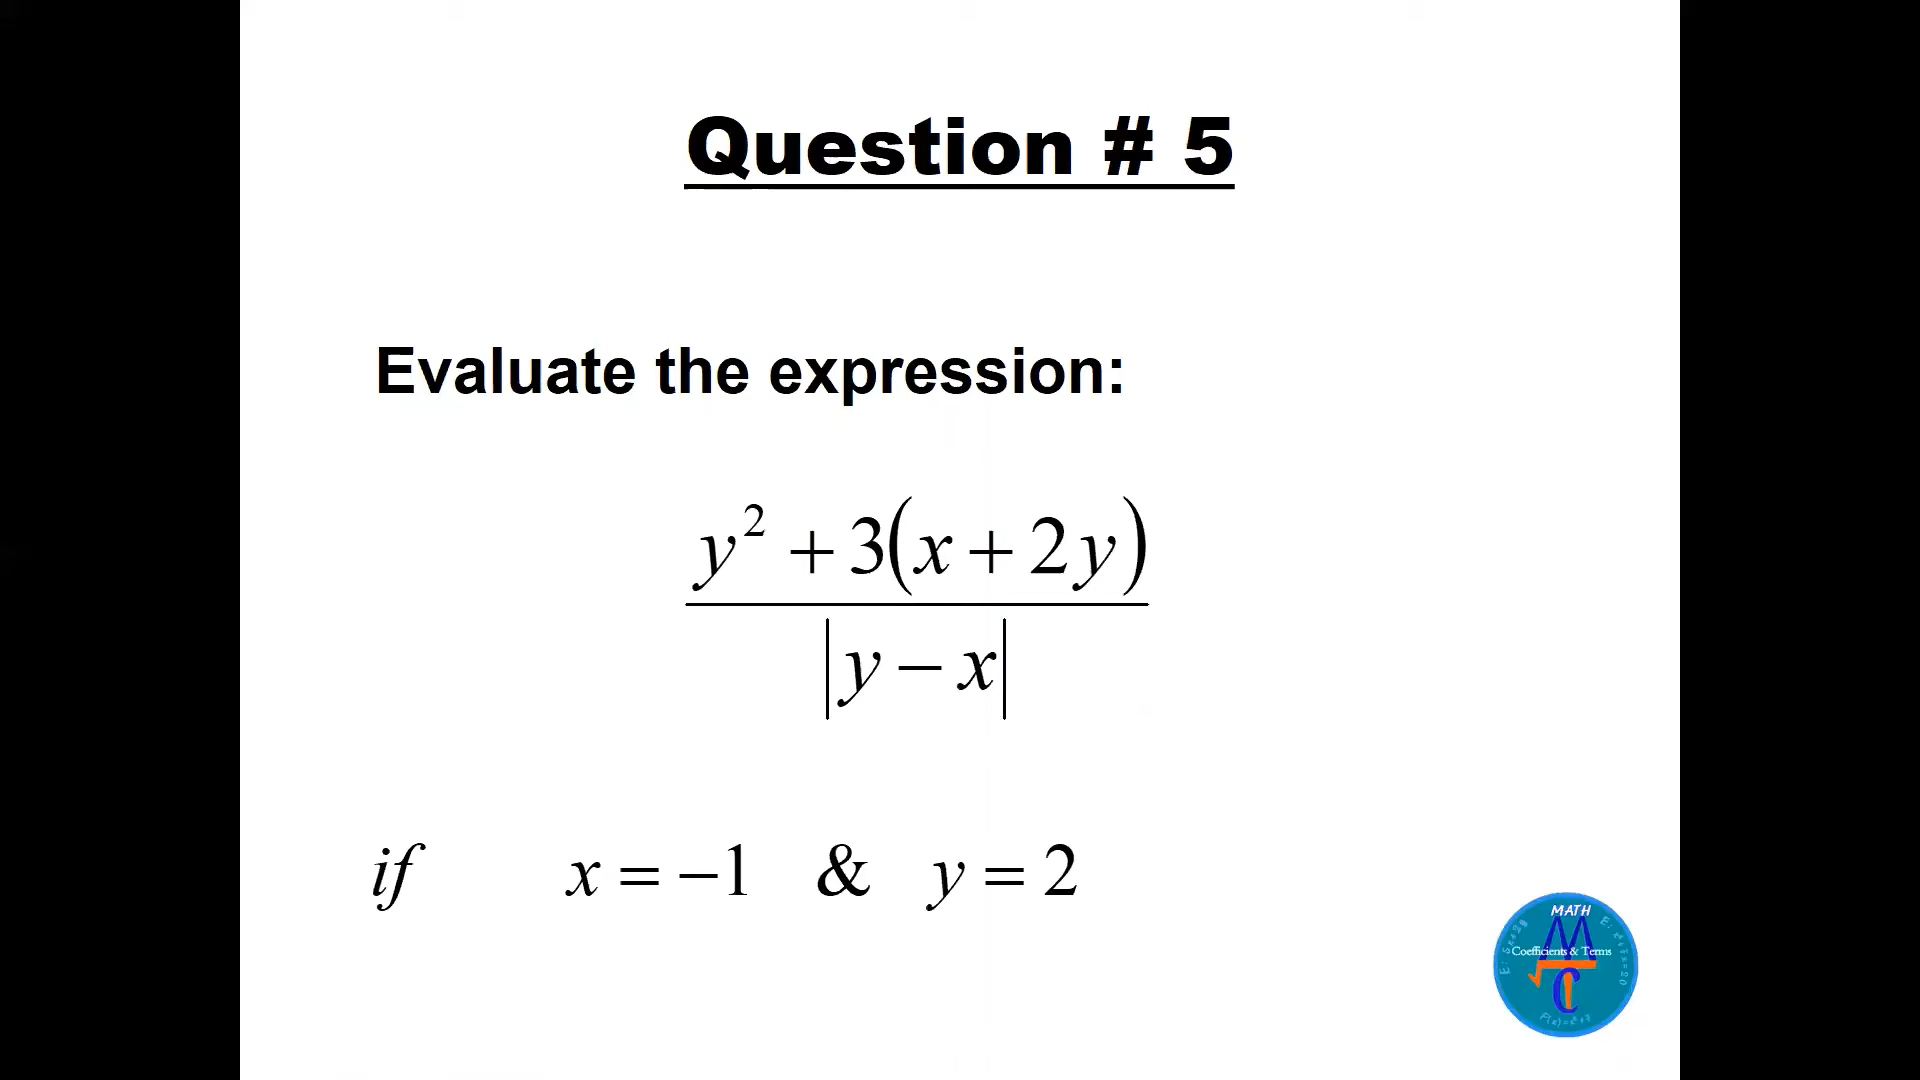 Question # 5
Evaluate the expression:
y² + 3(x + 2y)
|y − x|
if x = −1 & y = 2
MATH
Coefficients & Terms